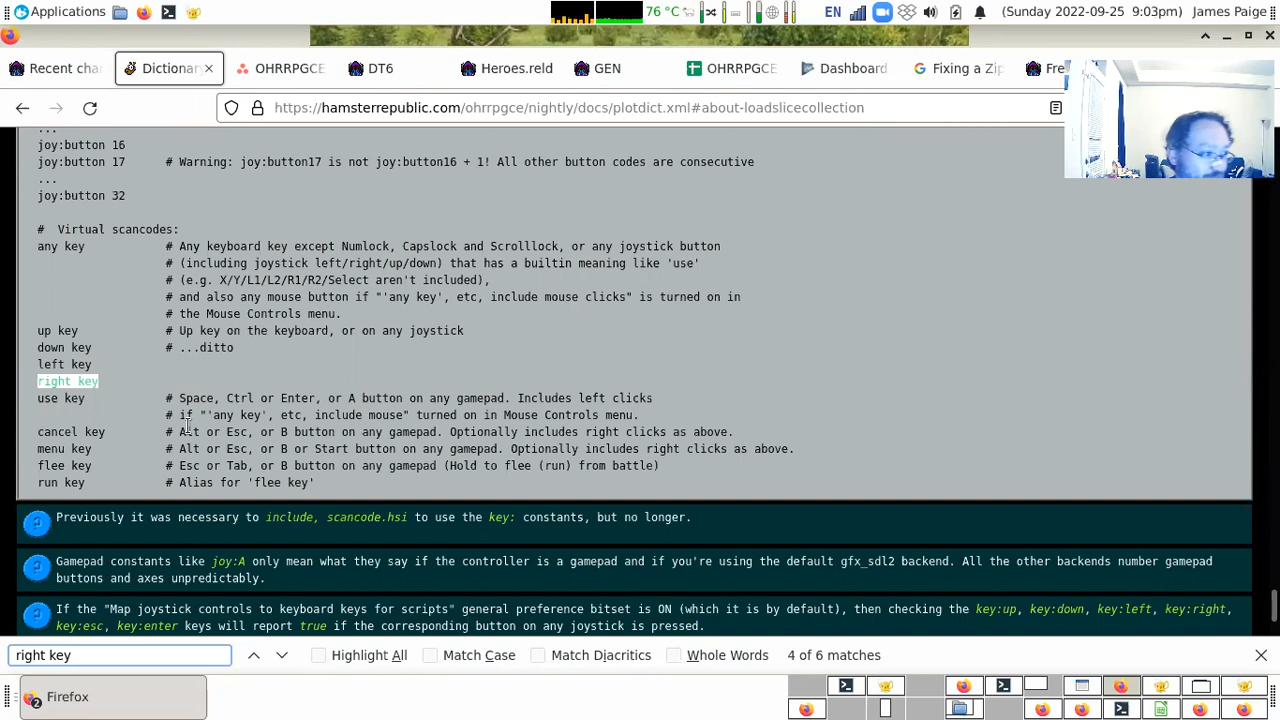 Applications
76 °C
EN
(Sunday 2022-09-25 9:03pm)
James Paige
Recent cha
Dictionar
OHRRPGCE
DT6
Heroes.reld
GEN
OHRRPGCE
Dashboard
Fixing a Zip
Fre
https://hamsterrepublic.com/ohrrpgce/nightly/docs/plotdict.xml#about-loadslicecollection
...
joy:button 16
joy:button 17 # Warning: joy:button17 is not joy:button16 + 1! All other button codes are consecutive
...
joy:button 32
# Virtual scancodes:
any key # Any keyboard key except Numlock, Capslock and Scrolllock, or any joystick button
# (including joystick left/right/up/down) that has a builtin meaning like 'use'
# (e.g. X/Y/L1/L2/R1/R2/Select aren't included),
# and also any mouse button if "'any key', etc, include mouse clicks" is turned on in
# the Mouse Controls menu.
up key # Up key on the keyboard, or on any joystick
down key # ...ditto
left key
right key
use key # Space, Ctrl or Enter, or A button on any gamepad. Includes left clicks
# if "'any key', etc, include mouse" turned on in Mouse Controls menu.
cancel key # Alt or Esc, or B button on any gamepad. Optionally includes right clicks as above.
menu key # Alt or Esc, or B or Start button on any gamepad. Optionally includes right clicks as above.
flee key # Esc or Tab, or B button on any gamepad (Hold to flee (run) from battle)
run key # Alias for 'flee key'
Previously it was necessary to include, scancode.hsi to use the key: constants, but no longer.
Gamepad constants like joy:A only mean what they say if the controller is a gamepad and if you're using the default gfx_sdl2 backend. All the other backends number gamepad
buttons and axes unpredictably.
If the "Map joystick controls to keyboard keys for scripts" general preference bitset is ON (which it is by default), then checking the key:up, key:down, key:left, key:right,
key:esc, key:enter keys will report true if the corresponding button on any joystick is pressed.
right key
Highlight All
Match Case
Match Diacritics
Whole Words
4 of 6 matches
2
Firefox